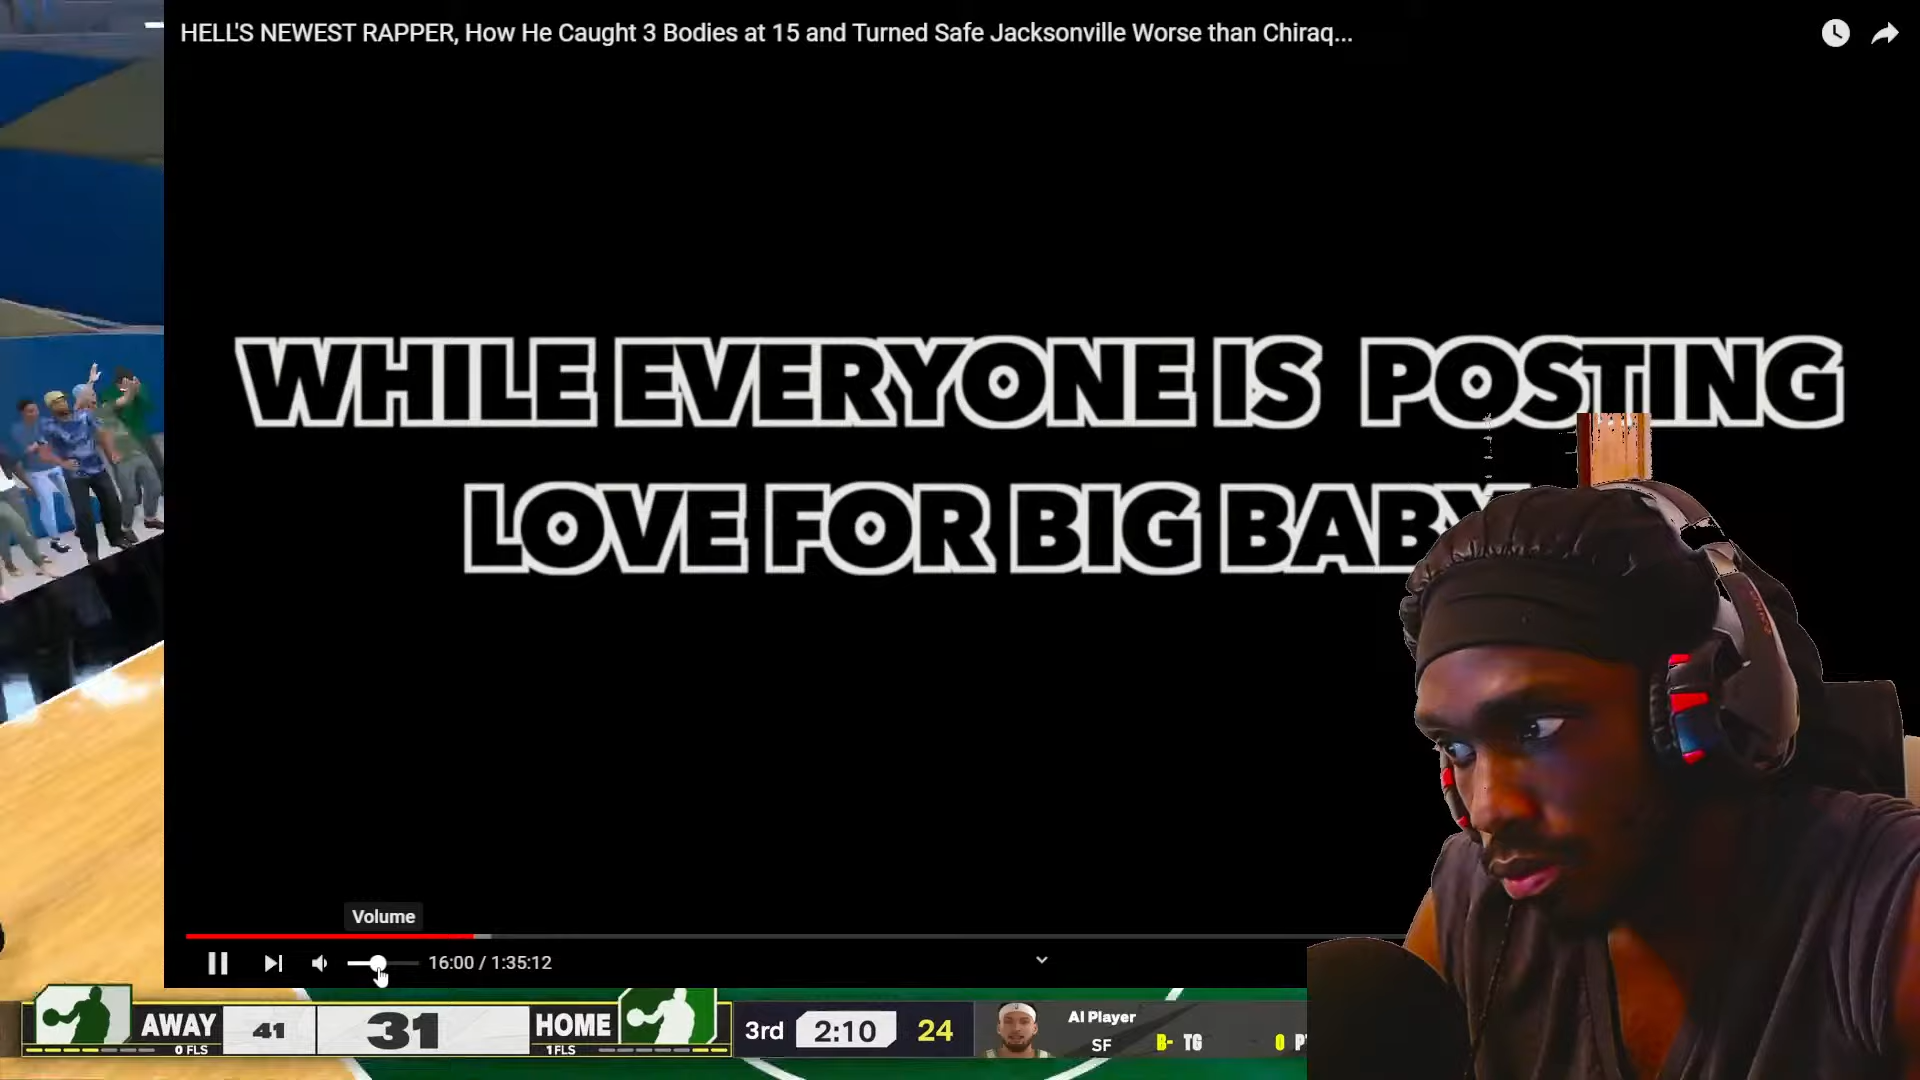 HELL'S NEWEST RAPPER, How He Caught 3 Bodies at 15 and Turned Safe Jacksonville Worse than Chiraq...
WHILE EVERYONE IS POSTING
LOVE FOR BIG BABY
Volume
16:00 / 1:35:12
AWAY 41 31 HOME 3rd 2:10 24
0 FLS 1 FLS
AI Player
SF B- TG 0